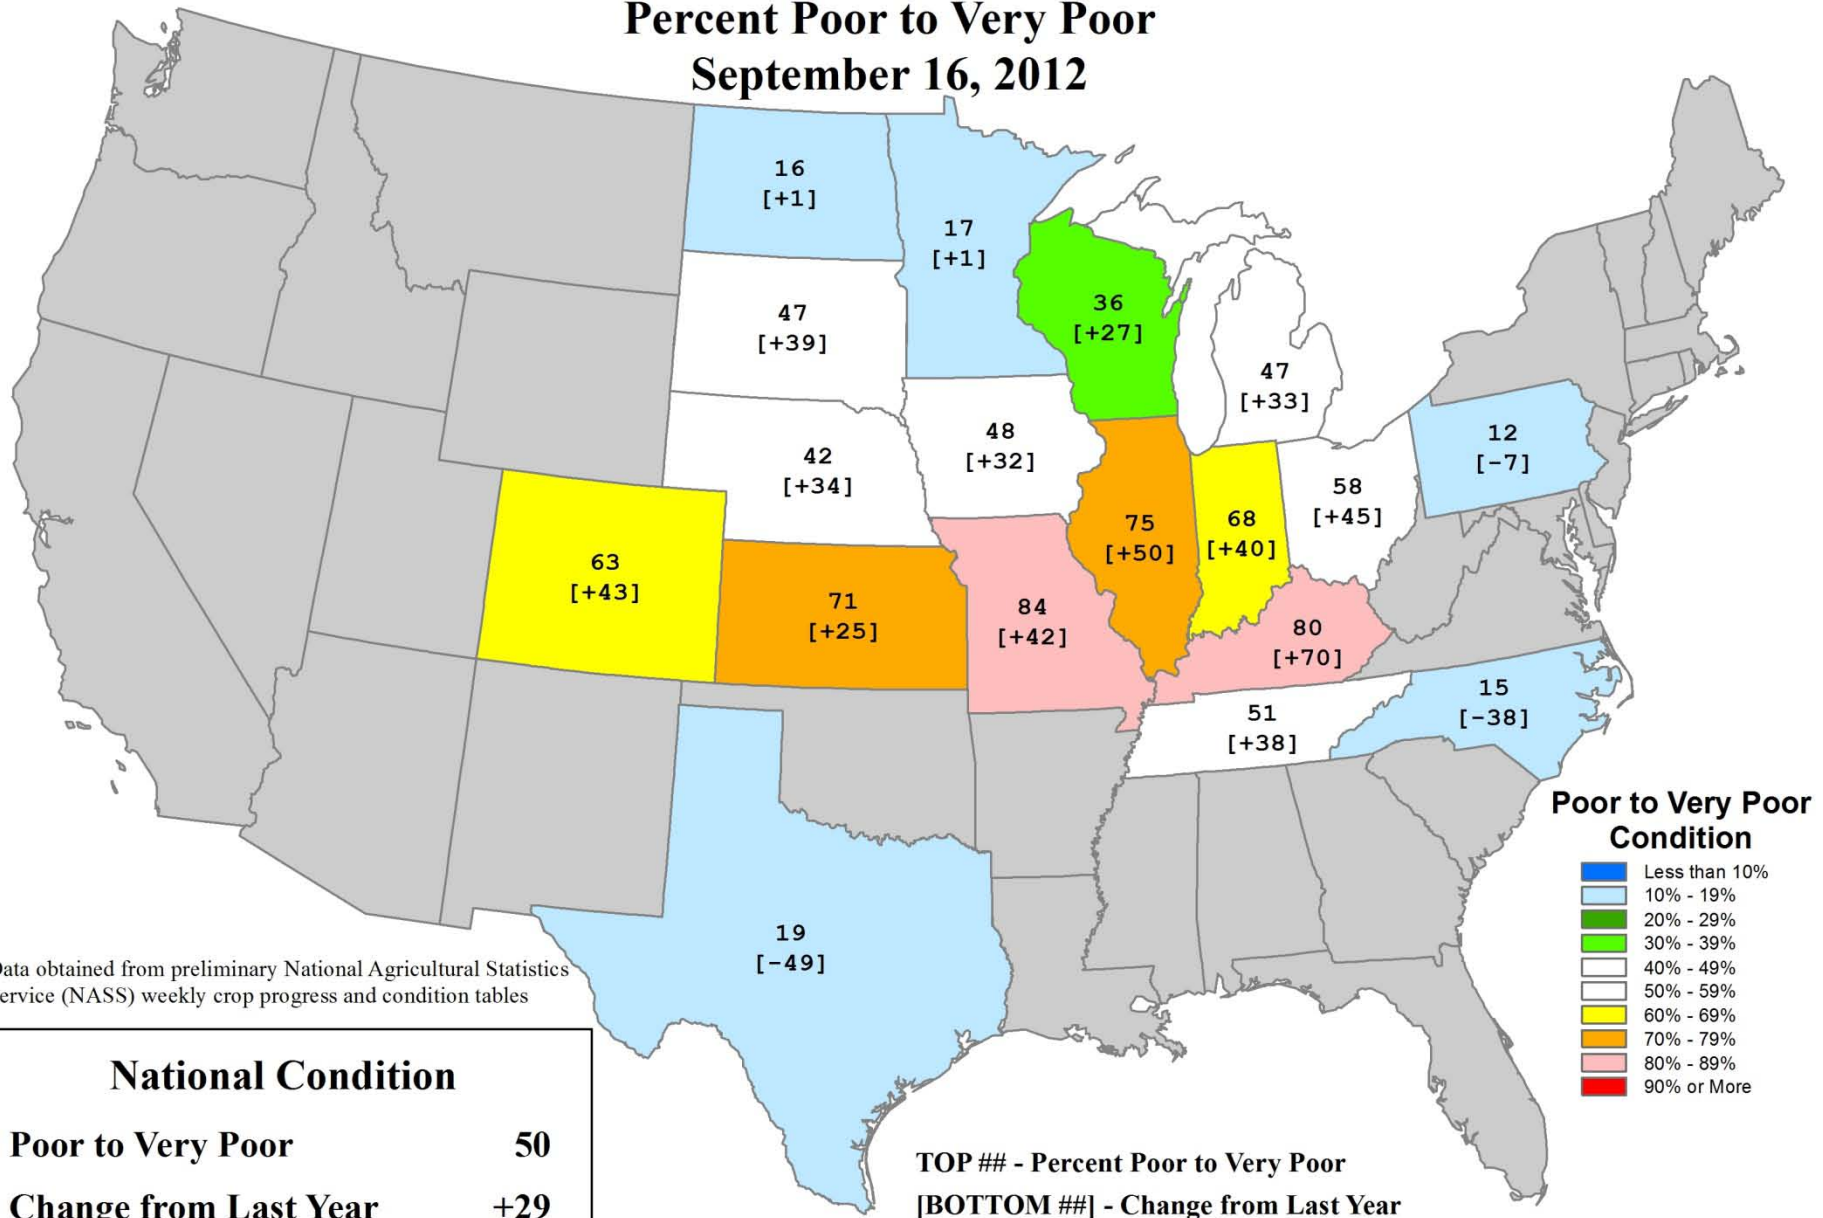 Percent Poor to Very Poor
September 16, 2012
16
[+1]
17
[+1]
36
[+27]
47
[+39]
47
[+33]
12
[-7]
48
[+32]
42
[+34]
58
[+45]
75
[+50]
68
[+40]
63
[+43]
71
[+25]
84
[+42]
80
[+70]
15
[-38]
51
[+38]
19
[-49]
Poor to Very Poor
Condition
Less than 10%
10% - 19%
20% - 29%
30% - 39%
40% - 49%
50% - 59%
60% - 69%
70% - 79%
80% - 89%
90% or More
ata obtained from preliminary National Agricultural Statistics
ervice (NASS) weekly crop progress and condition tables
National Condition
Poor to Very Poor 50
Change from Last Year +29
TOP ## - Percent Poor to Very Poor
[BOTTOM ##] - Change from Last Year